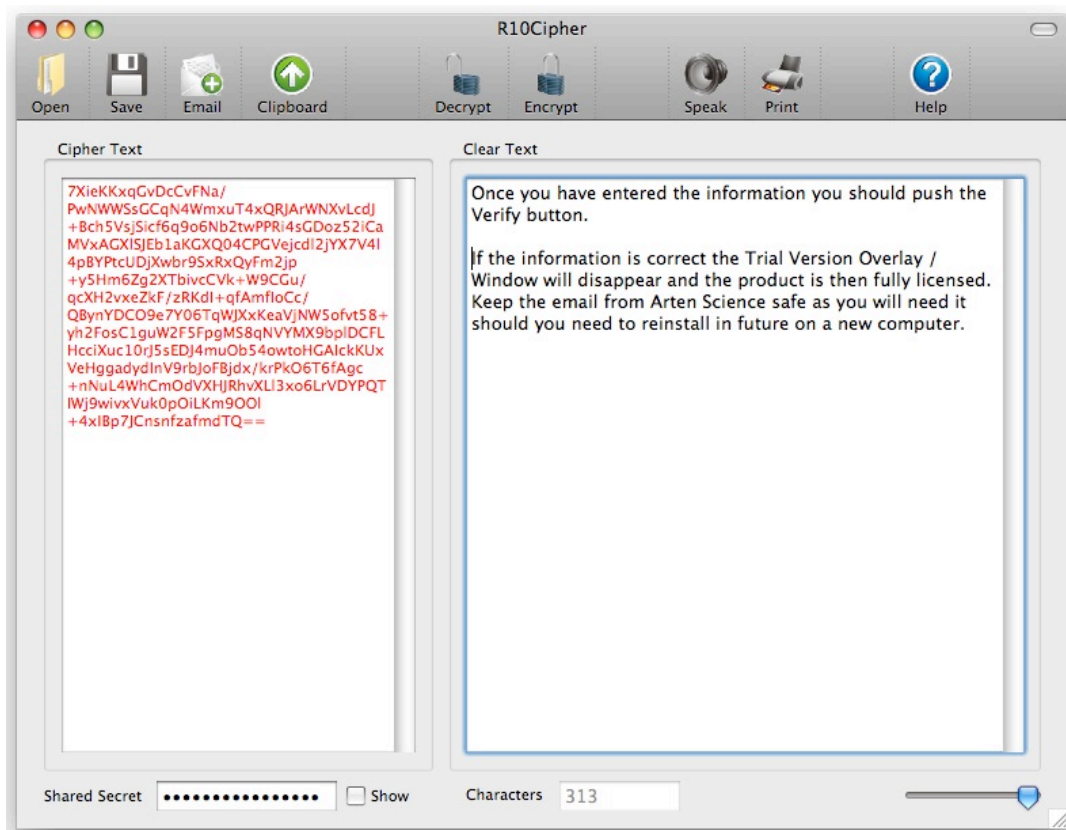 R10Cipher
Open Save Email Clipboard Decrypt Encrypt Speak Print Help
Cipher Text
7XieKKxqGvDcCvFNa/
PwNWWSsGCqN4WmxuT4xQRJArWNXvLcdJ
+Bch5VsjSicf6q9o6Nb2twPPRi4sGDoz52iCa
MVxAGXlSJEb1aKGXQ04CPGVejcdl2jYX7V4l
4pBYPtcUDjXwbr9SxRxQyFm2jp
+y5Hm6Zg2XTbivcCVk+W9CGu/
qcXH2vxeZkF/zRKdl+qfAmfloCc/
QBynYDCO9e7Y06TqWJXxKeaVjNW5ofvt58+
yh2FosC1guW2F5FpgMS8qNVYMX9bplDCFL
HcciXuc10rJ5sEDJ4muOb54owtoHGAlckKUx
VeHggadydInV9rbJoFBjdx/krPkO6T6fAgc
+nNuL4WhCmOdVXHJRhvXLl3xo6LrVDYPQT
lWj9wivxVuk0pOiLKm9OOl
+4xlBp7JCnsnfzafmdTQ==
Clear Text
Once you have entered the information you should push the
Verify button.
If the information is correct the Trial Version Overlay /
Window will disappear and the product is then fully licensed.
Keep the email from Arten Science safe as you will need it
should you need to reinstall in future on a new computer.
Shared Secret •••••••••••••••• Show
Characters 313